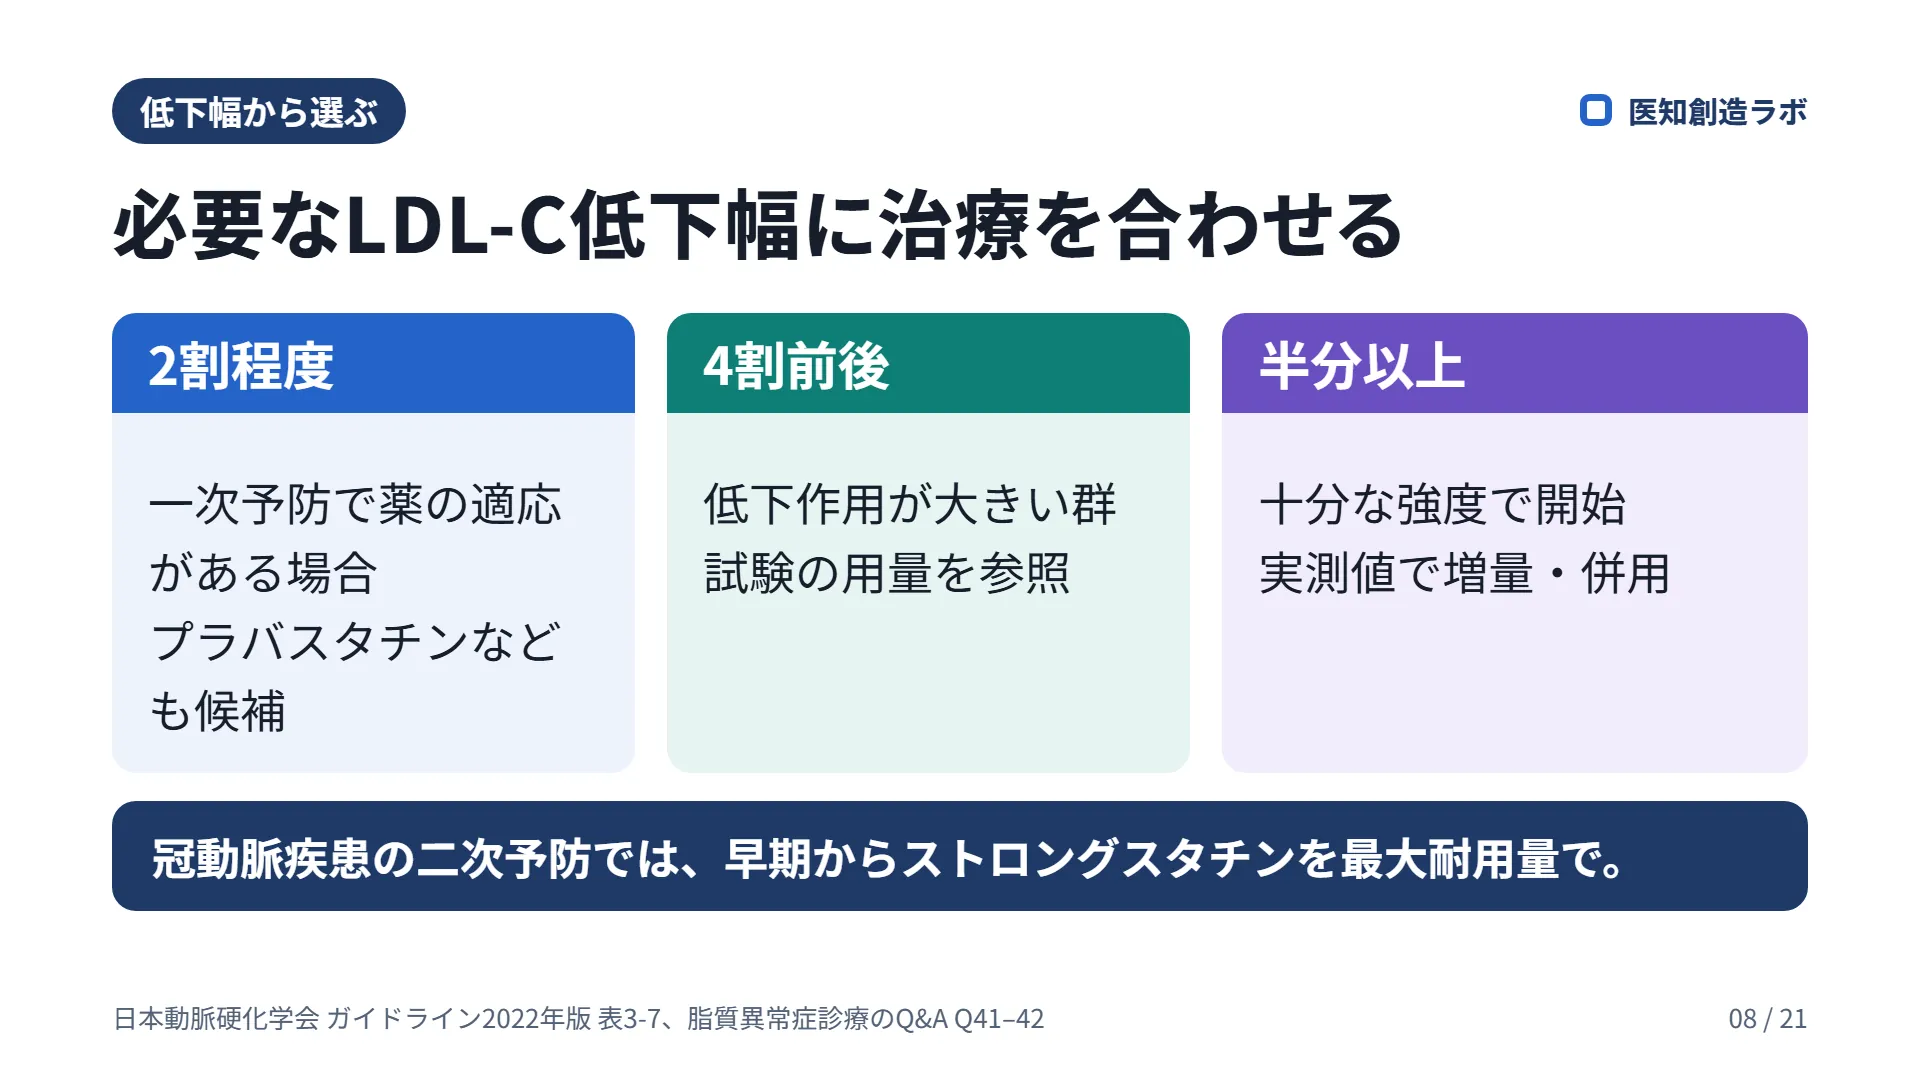 低下幅から選ぶ
医知創造ラボ
必要なLDL-C低下幅に治療を合わせる
2割程度
一次予防で薬の適応
がある場合
プラバスタチンなど
も候補
4割前後
低下作用が大きい群
試験の用量を参照
半分以上
十分な強度で開始
実測値で増量・併用
冠動脈疾患の二次予防では、早期からストロングスタチンを最大耐用量で。
日本動脈硬化学会 ガイドライン2022年版 表3-7、脂質異常症診療のQ&A Q41–42
08 / 21